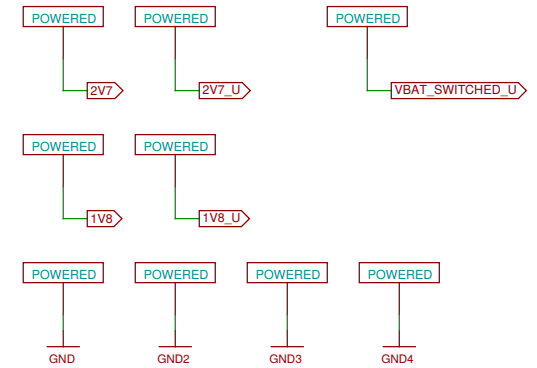 POWERED POWERED POWERED
2V7 2V7_U VBAT_SWITCHED_U
POWERED POWERED
1V8 1V8_U
POWERED POWERED POWERED POWERED
GND GND2 GND3 GND4